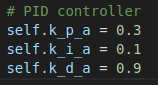 # PID controller
self.k_p_a = 0.3
self.k_i_a = 0.1
self.k_d_a = 0.9